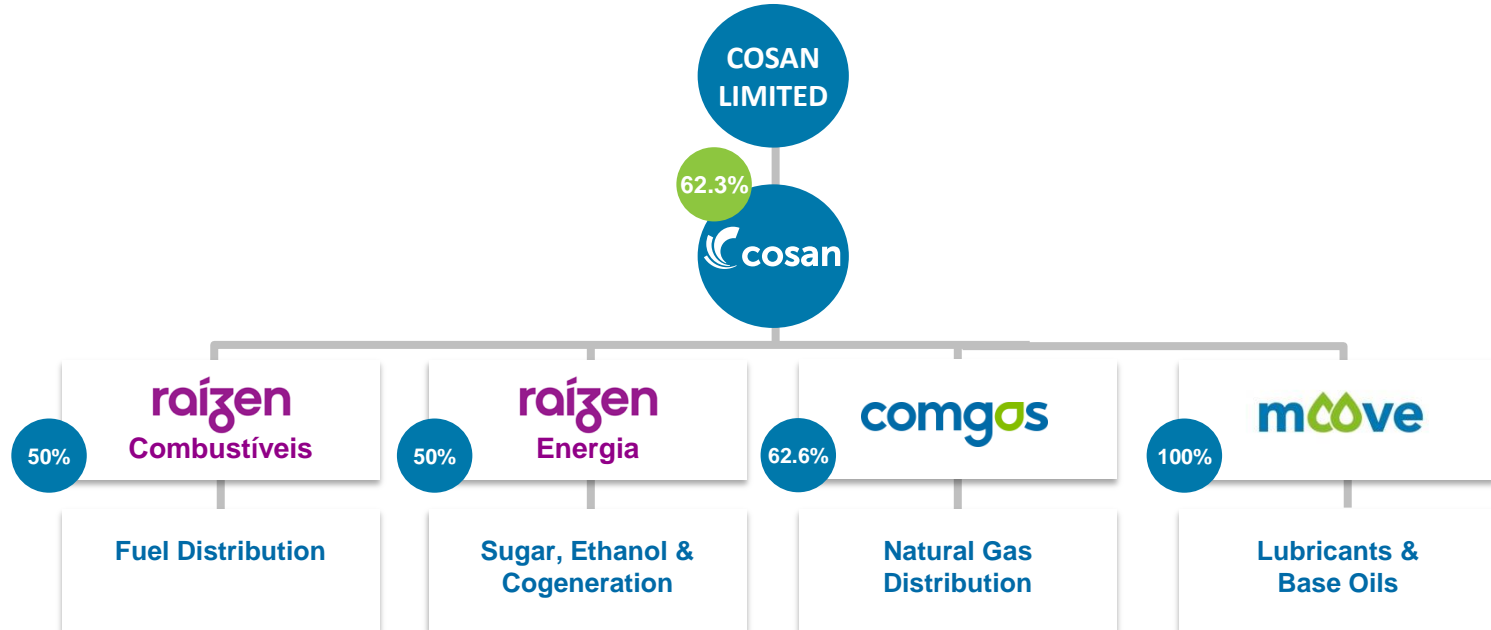 COSAN
LIMITED
62.3%
cosan
raízen
Combustíveis
50%
raízen
Energia
50%
comgas
62.6%
moove
100%
Fuel Distribution
Sugar, Ethanol &
Cogeneration
Natural Gas
Distribution
Lubricants &
Base Oils